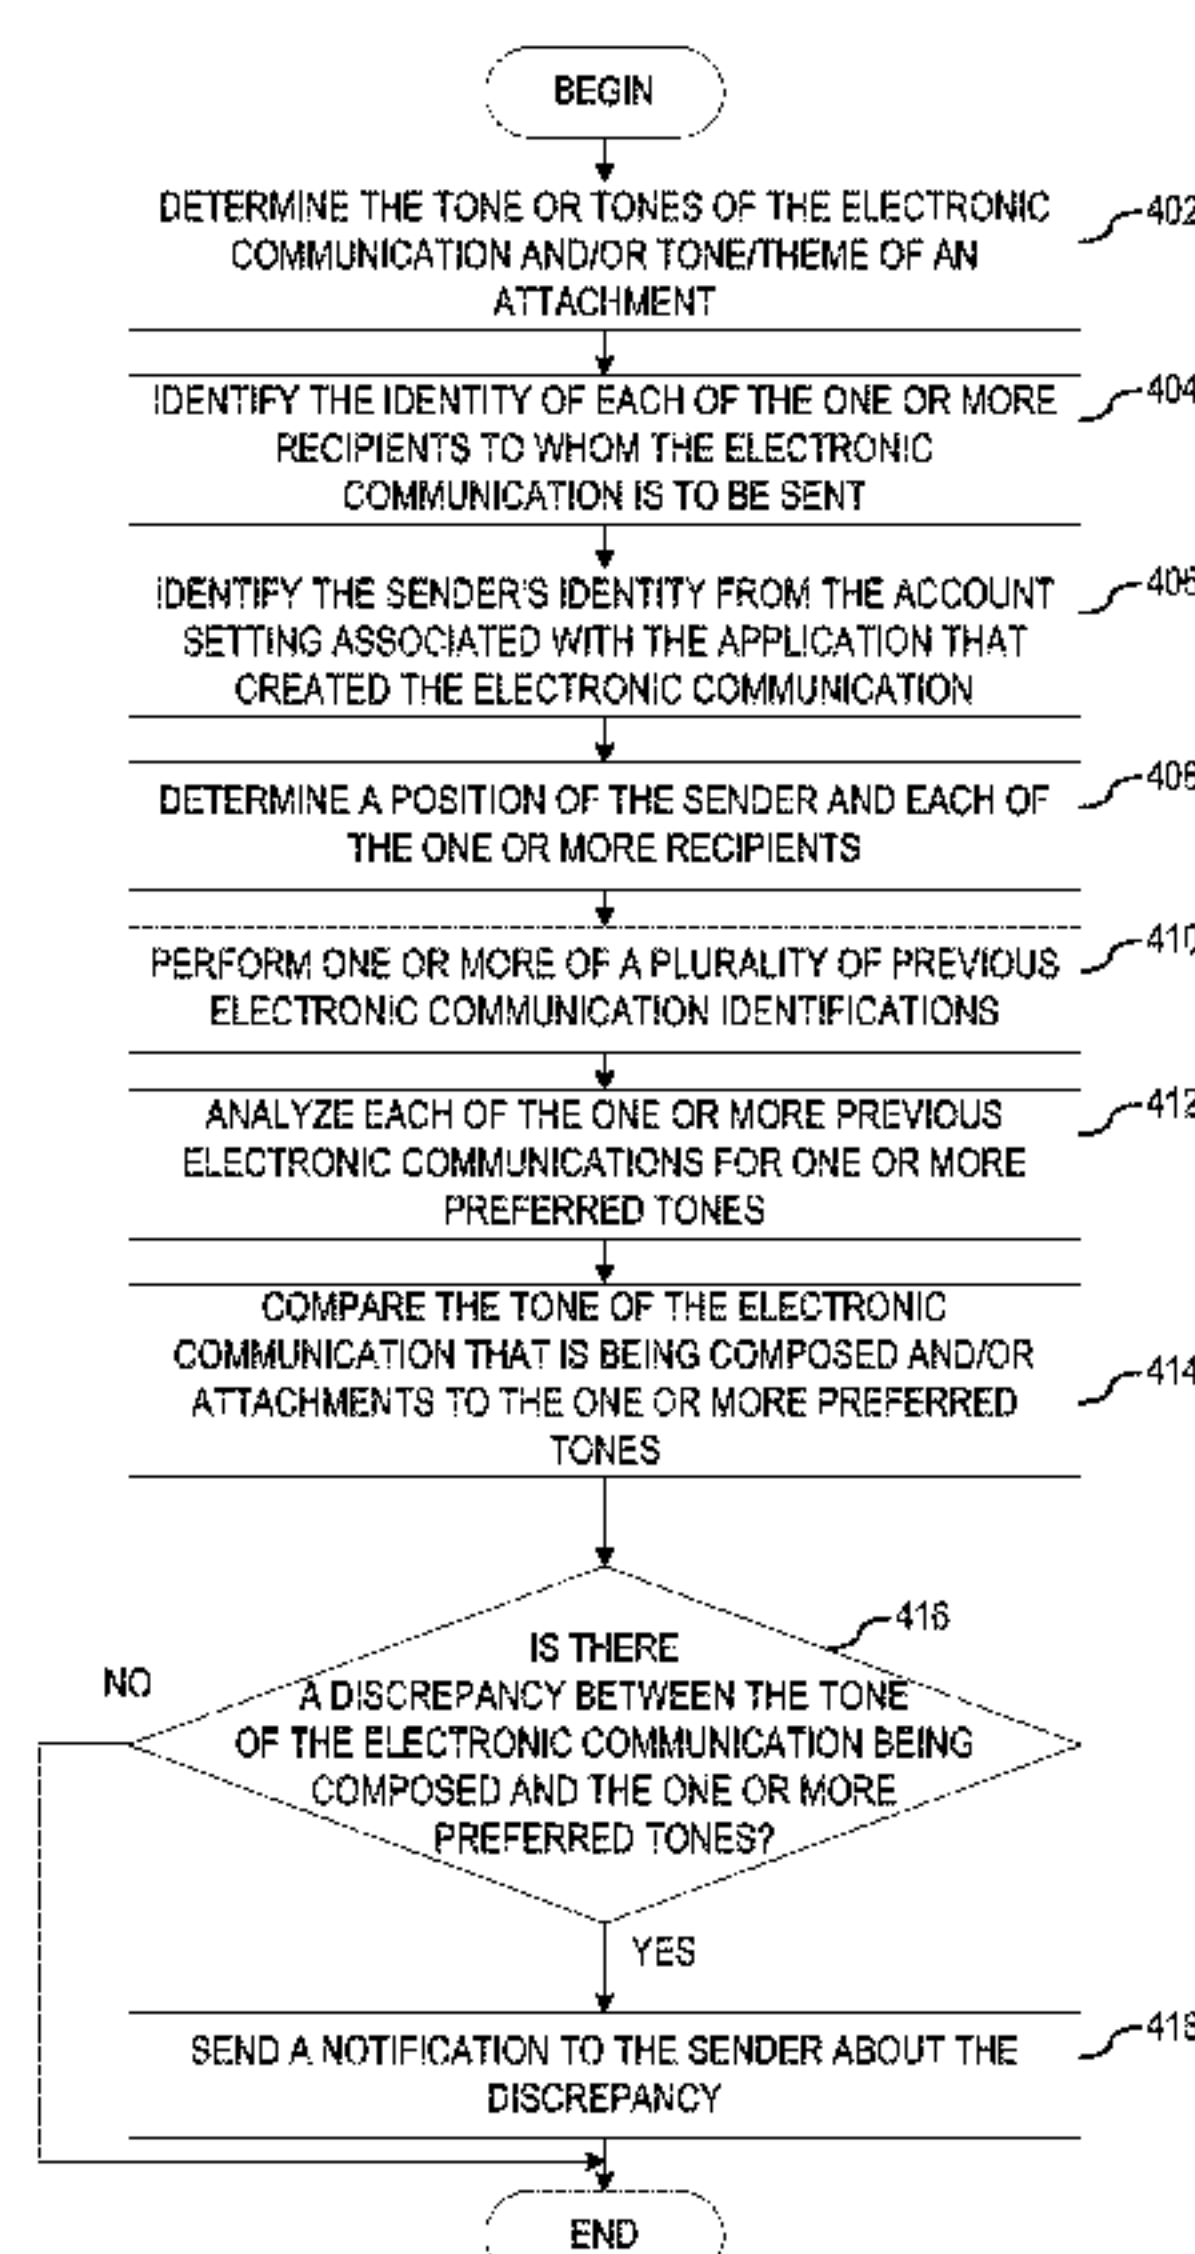 BEGIN
DETERMINE THE TONE OR TONES OF THE ELECTRONIC
COMMUNICATION AND/OR TONE/THEME OF AN
ATTACHMENT
402
IDENTIFY THE IDENTITY OF EACH OF THE ONE OR MORE
RECIPIENTS TO WHOM THE ELECTRONIC
COMMUNICATION IS TO BE SENT
404
IDENTIFY THE SENDER'S IDENTITY FROM THE ACCOUNT
SETTING ASSOCIATED WITH THE APPLICATION THAT
CREATED THE ELECTRONIC COMMUNICATION
DETERMINE A POSITION OF THE SENDER AND EACH OF
THE ONE OR MORE RECIPIENTS
PERFORM ONE OR MORE OF A PLURALITY OF PREVIOUS
ELECTRONIC COMMUNICATION IDENTIFICATIONS
410
ANALYZE EACH OF THE ONE OR MORE PREVIOUS
ELECTRONIC COMMUNICATIONS FOR ONE OR MORE
PREFERRED TONES
412
COMPARE THE TONE OF THE ELECTRONIC
COMMUNICATION THAT IS BEING COMPOSED AND/OR
ATTACHMENTS TO THE ONE OR MORE PREFERRED
TONES
414
416
IS THERE
A DISCREPANCY BETWEEN THE TONE
OF THE ELECTRONIC COMMUNICATION BEING
COMPOSED AND THE ONE OR MORE
PREFERRED TONES?
NO
YES
SEND A NOTIFICATION TO THE SENDER ABOUT THE
DISCREPANCY
418
END